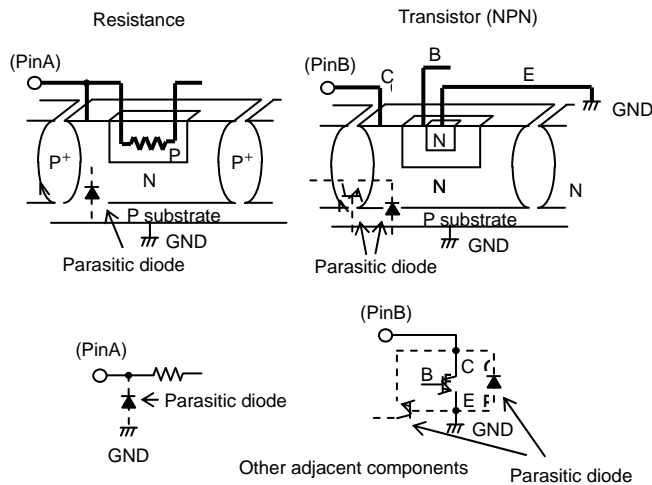 Resistance
Transistor (NPN)
(PinA)
P+
P
P+
N
P substrate
GND
Parasitic diode
(PinB)
C
B
E
GND
N
N
N
P substrate
GND
Parasitic diode
(PinA)
Parasitic diode
GND
(PinB)
C
B
E
GND
Other adjacent components
Parasitic diode